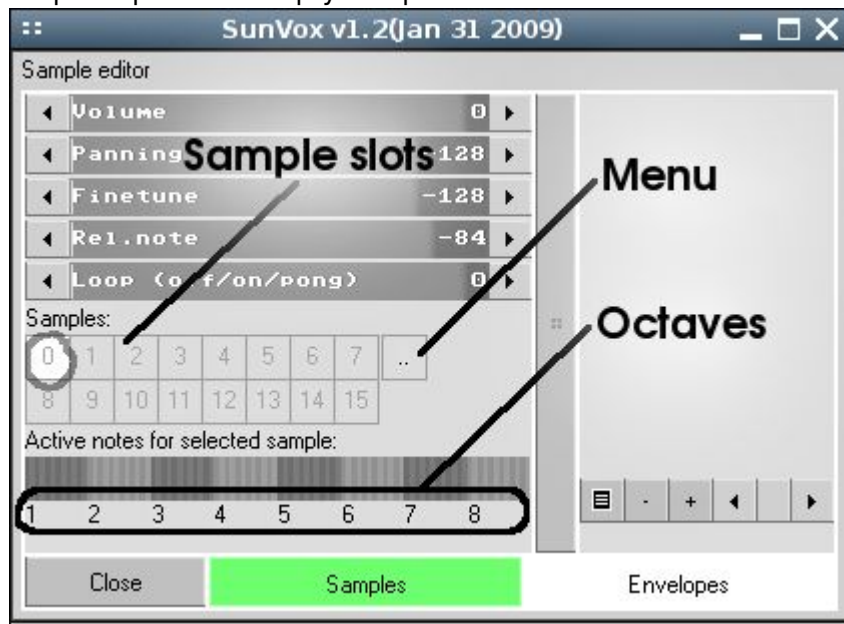 SunVox v1.2(Jan 31 2009)
Sample editor
Volume 0
Panning -128
Sample slots
Menu
Finetune -128
Rel.note -84
Loop (off/on/pong) 0
Samples:
Octaves
0 1 2 3 4 5 6 7 ..
8 9 10 11 12 13 14 15
Active notes for selected sample:
1 2 3 4 5 6 7 8
- +
Close Samples Envelopes